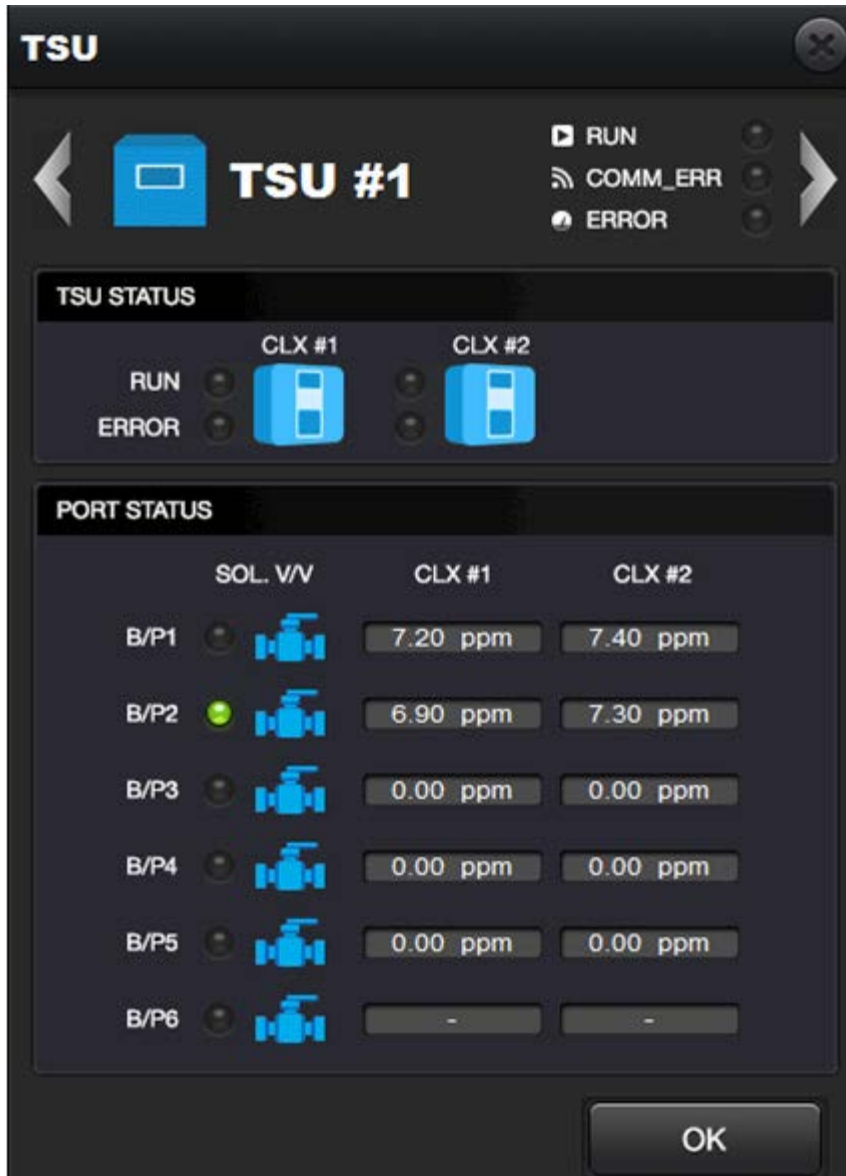 TSU
TSU #1
RUN
COMM_ERR
ERROR
TSU STATUS
CLX #1 CLX #2
RUN
ERROR
PORT STATUS
SOL. V/V CLX #1 CLX #2
B/P1 7.20 ppm 7.40 ppm
B/P2 6.90 ppm 7.30 ppm
B/P3 0.00 ppm 0.00 ppm
B/P4 0.00 ppm 0.00 ppm
B/P5 0.00 ppm 0.00 ppm
B/P6 - -
OK